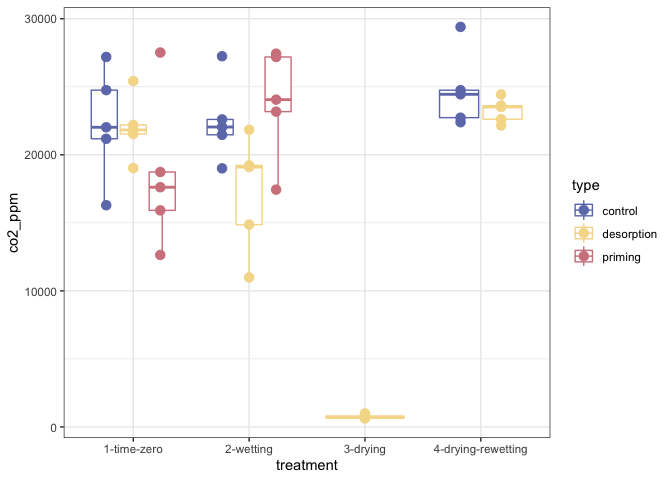 30000
20000
10000
0
co2_ppm
1-time-zero
2-wetting
3-drying
4-drying-rewetting
treatment
type
control
desorption
priming